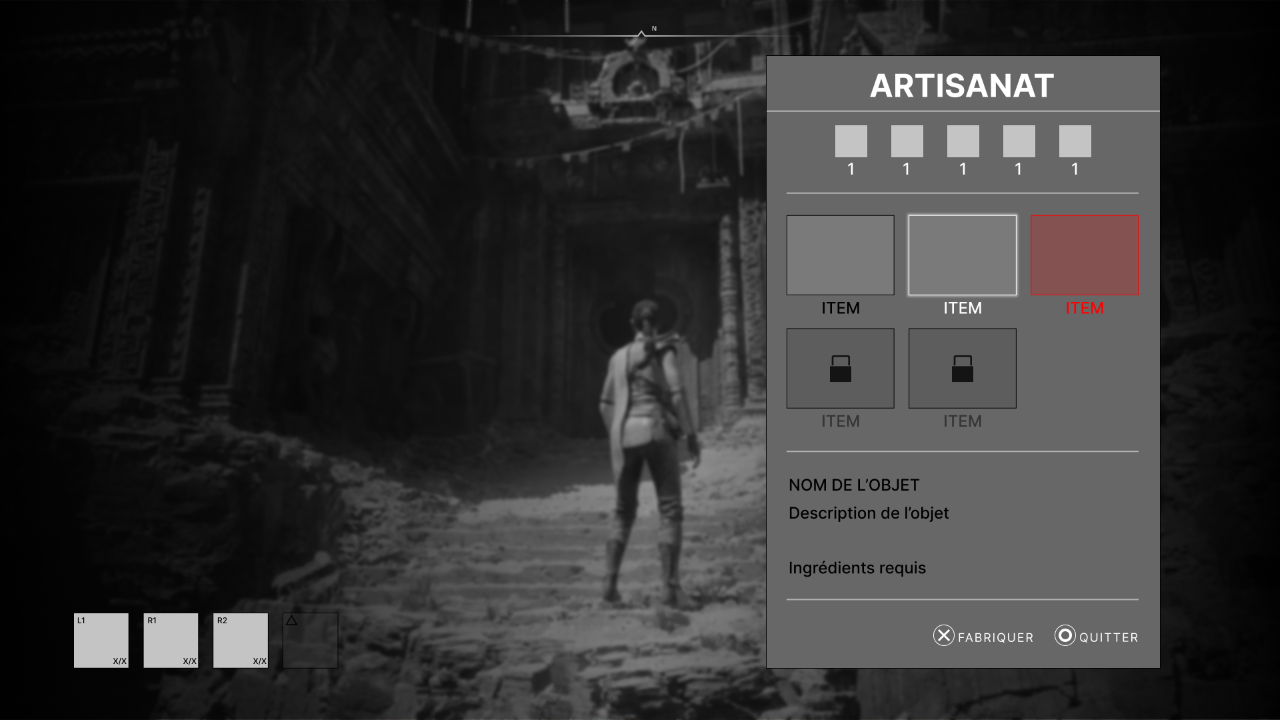 N
ARTISANAT
1 1 1 1 1
ITEM ITEM ITEM
ITEM ITEM
NOM DE L’OBJET
Description de l’objet
Ingrédients requis
FABRIQUER QUITTER
L1 R1 R2
X/X X/X X/X